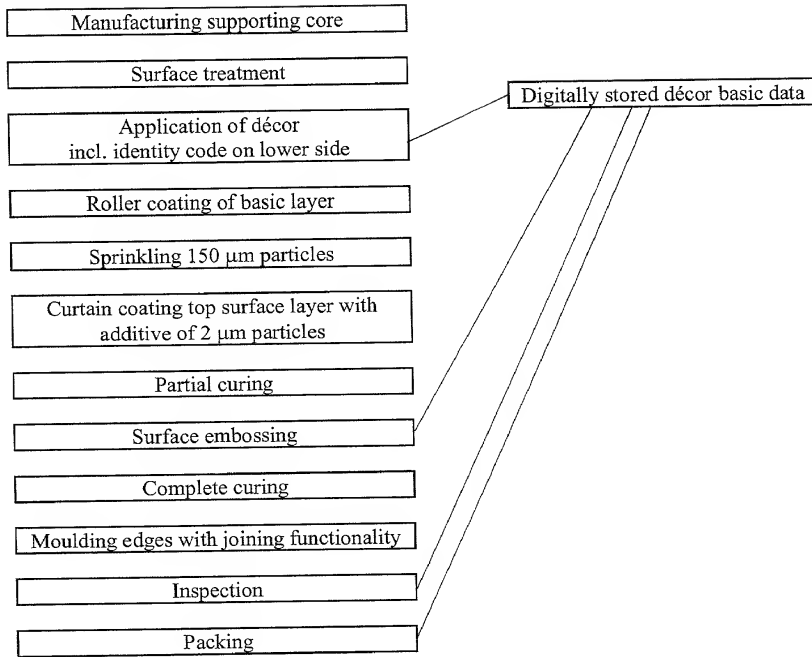 Manufacturing supporting core
Surface treatment
Digitally stored décor basic data
Application of décor
incl. identity code on lower side
Roller coating of basic layer
Sprinkling 150 μm particles
Curtain coating top surface layer with
additive of 2 μm particles
Partial curing
Surface embossing
Complete curing
Moulding edges with joining functionality
Inspection
Packing